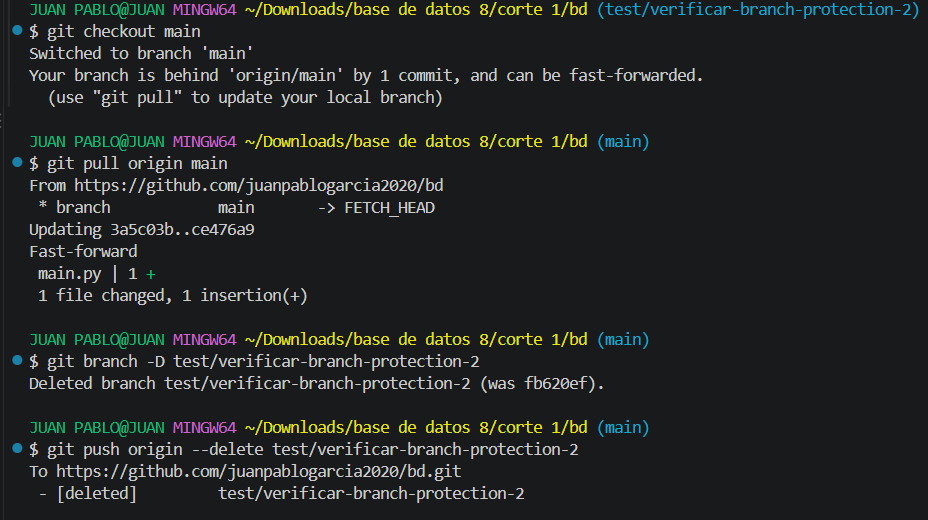 JUAN PABLO@JUAN MINGW64 ~/Downloads/base de datos 8/corte 1/bd (test/verificar-branch-protection-2)
$ git checkout main
Switched to branch 'main'
Your branch is behind 'origin/main' by 1 commit, and can be fast-forwarded.
  (use "git pull" to update your local branch)

JUAN PABLO@JUAN MINGW64 ~/Downloads/base de datos 8/corte 1/bd (main)
$ git pull origin main
From https://github.com/juanpablogarcia2020/bd
 * branch            main       -> FETCH_HEAD
Updating 3a5c03b..ce476a9
Fast-forward
 main.py | 1 +
 1 file changed, 1 insertion(+)

JUAN PABLO@JUAN MINGW64 ~/Downloads/base de datos 8/corte 1/bd (main)
$ git branch -D test/verificar-branch-protection-2
Deleted branch test/verificar-branch-protection-2 (was fb620ef).

JUAN PABLO@JUAN MINGW64 ~/Downloads/base de datos 8/corte 1/bd (main)
$ git push origin --delete test/verificar-branch-protection-2
To https://github.com/juanpablogarcia2020/bd.git
 - [deleted]         test/verificar-branch-protection-2